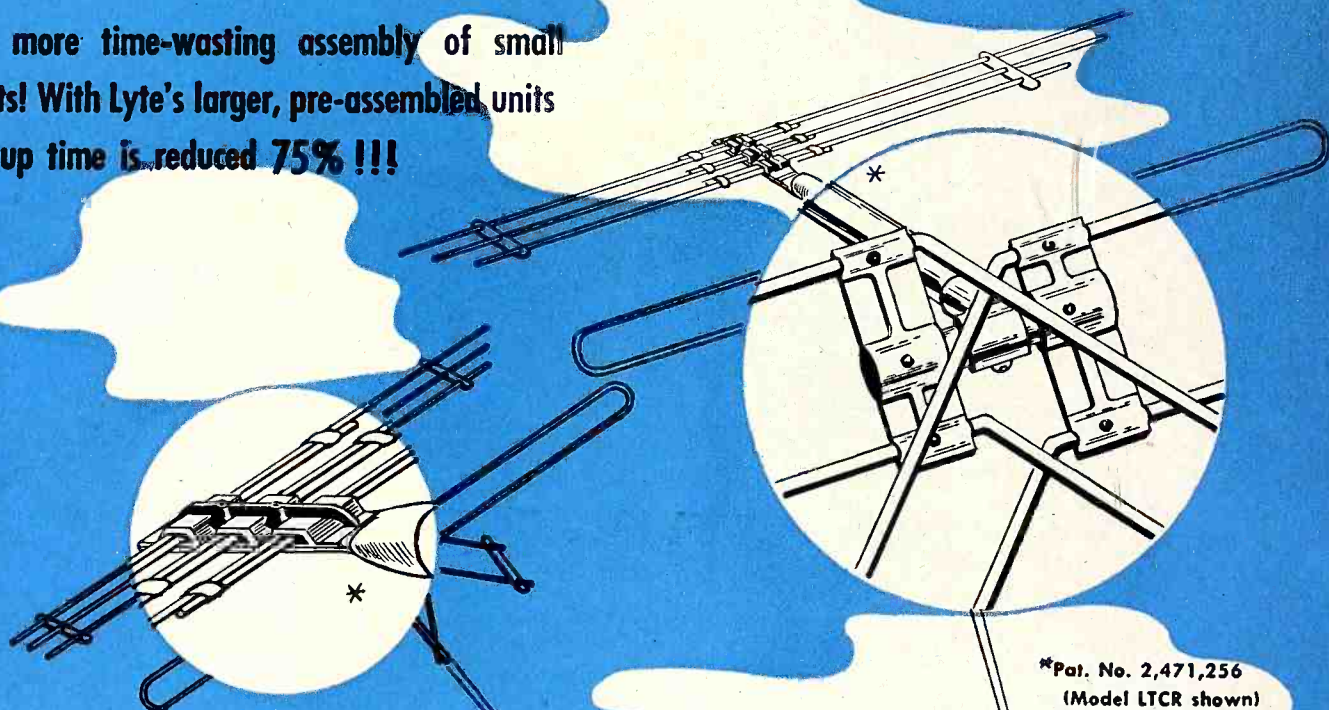 more time-wasting assembly of small
ts! With Lyte's larger, pre-assembled units
up time is reduced 75% !!!
*
*
*Pat. No. 2,471,256
(Model LTCR shown)